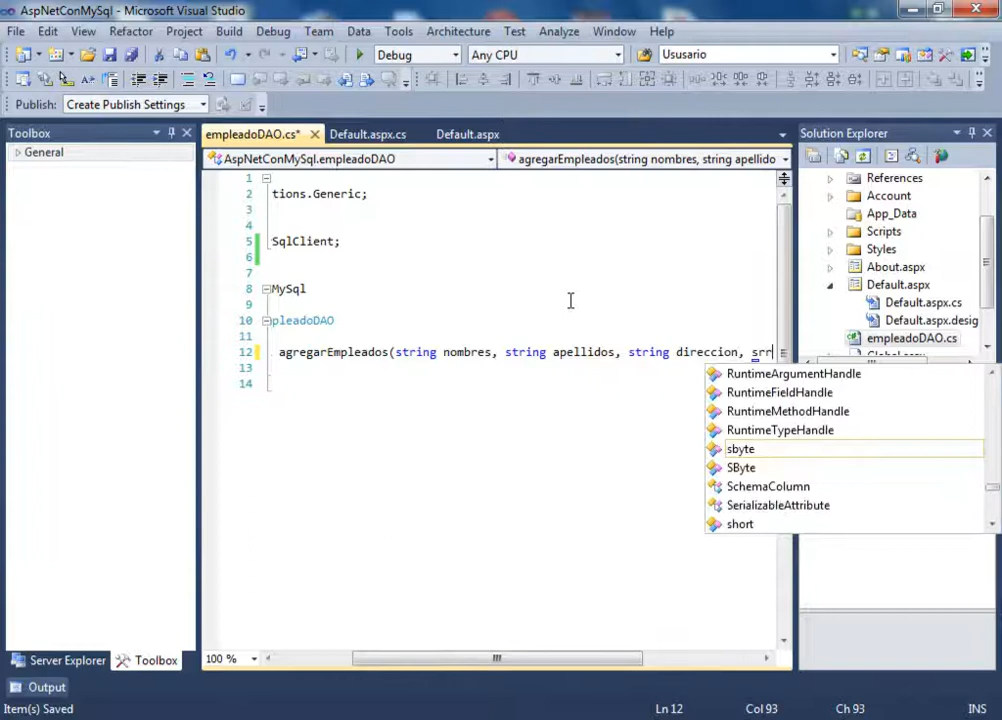 AspNetConMySql - Microsoft Visual Studio
File Edit View Refactor Project Build Debug Team Data Tools Architecture Test Analyze Window Help
Debug Any CPU Ususario
Publish: Create Publish Settings
Toolbox
General
empleadoDAO.cs* Default.aspx.cs Default.aspx
AspNetConMySql.empleadoDAO agregarEmpleados(string nombres, string apellido
1
2 tions.Generic;
3
4
5 SqlClient;
6
7
8 MySql
9
10 pleadoDAO
11
12 agregarEmpleados(string nombres, string apellidos, string direccion, srr
13
14
RuntimeArgumentHandle
RuntimeFieldHandle
RuntimeMethodHandle
RuntimeTypeHandle
sbyte
SByte
SchemaColumn
SerializableAttribute
short
Solution Explorer
References
Account
App_Data
Scripts
Styles
About.aspx
Default.aspx
Default.aspx.cs
Default.aspx.desig
empleadoDAO.cs
100 %
Server Explorer Toolbox
Output
Item(s) Saved Ln 12 Col 93 Ch 93 INS